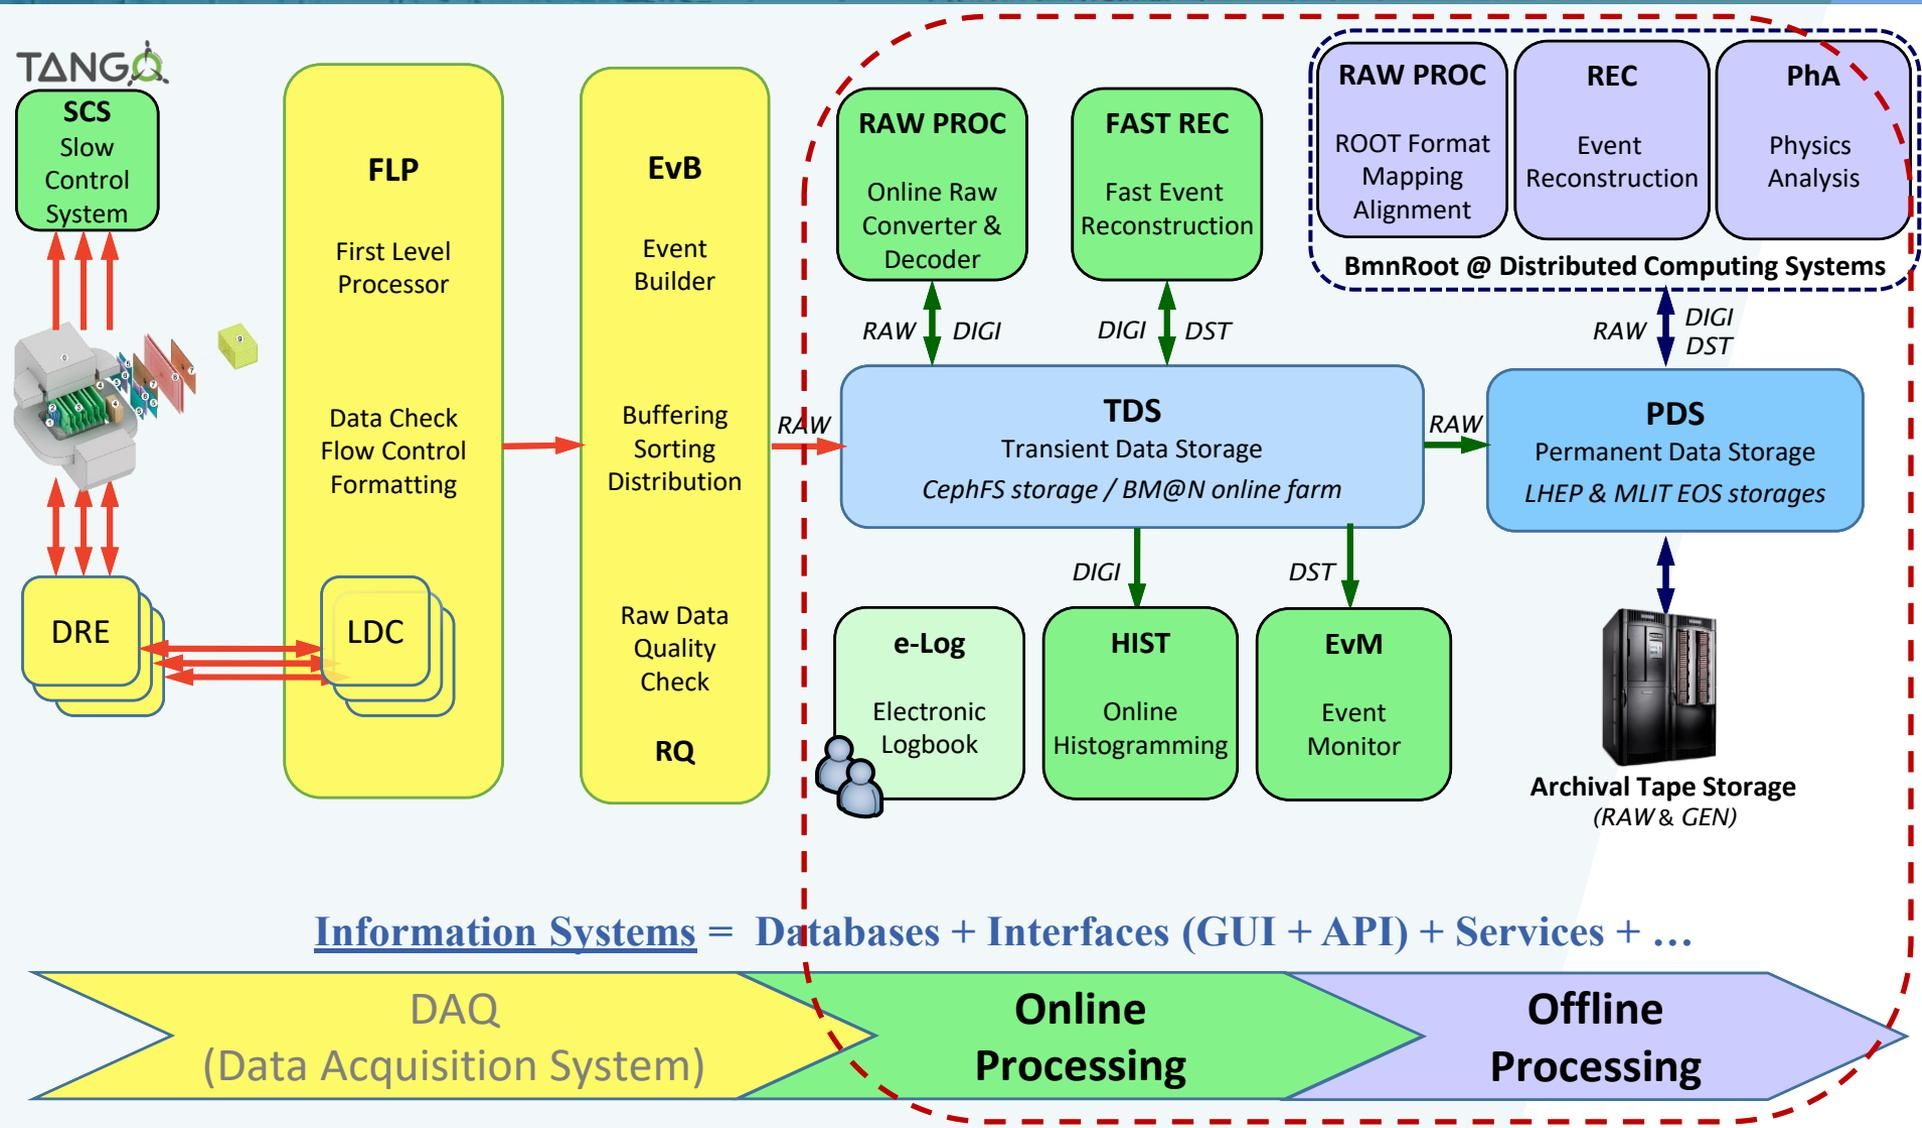 TANGO
SCS
Slow
Control
System
FLP
First Level
Processor
Data Check
Flow Control
Formatting
DRE
LDC
EvB
Event
Builder
Buffering
Sorting
Distribution
Raw Data
Quality
Check
RQ
RAW
RAW PROC
Online Raw
Converter &
Decoder
FAST REC
Fast Event
Reconstruction
RAW PROC
ROOT Format
Mapping
Alignment
REC
Event
Reconstruction
PhA
Physics
Analysis
BmnRoot @ Distributed Computing Systems
RAW DIGI
DIGI DST
RAW DIGI
DST
TDS
Transient Data Storage
CephFS storage / BM@N online farm
RAW
PDS
Permanent Data Storage
LHEP & MLIT EOS storages
DIGI
DST
e-Log
Electronic
Logbook
HIST
Online
Histogramming
EvM
Event
Monitor
Archival Tape Storage
(RAW & GEN)
Information Systems = Databases + Interfaces (GUI + API) + Services + …
DAQ
(Data Acquisition System)
Online
Processing
Offline
Processing